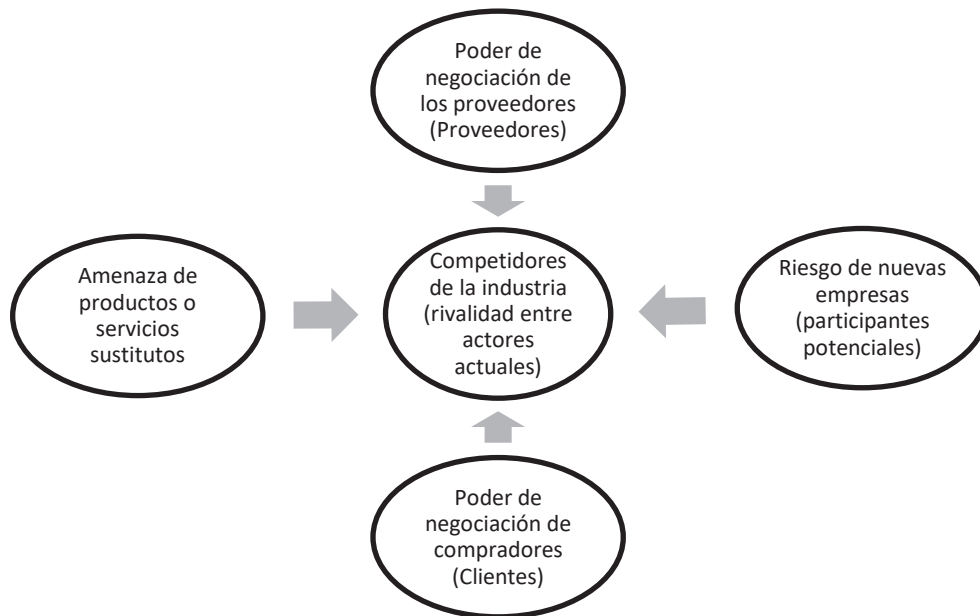 Poder de
negociación de
los proveedores
(Proveedores)
Amenaza de
productos o
servicios
sustitutos
Competidores
de la industria
(rivalidad entre
actores
actuales)
Riesgo de nuevas
empresas
(participantes
potenciales)
Poder de
negociación de
compradores
(Clientes)